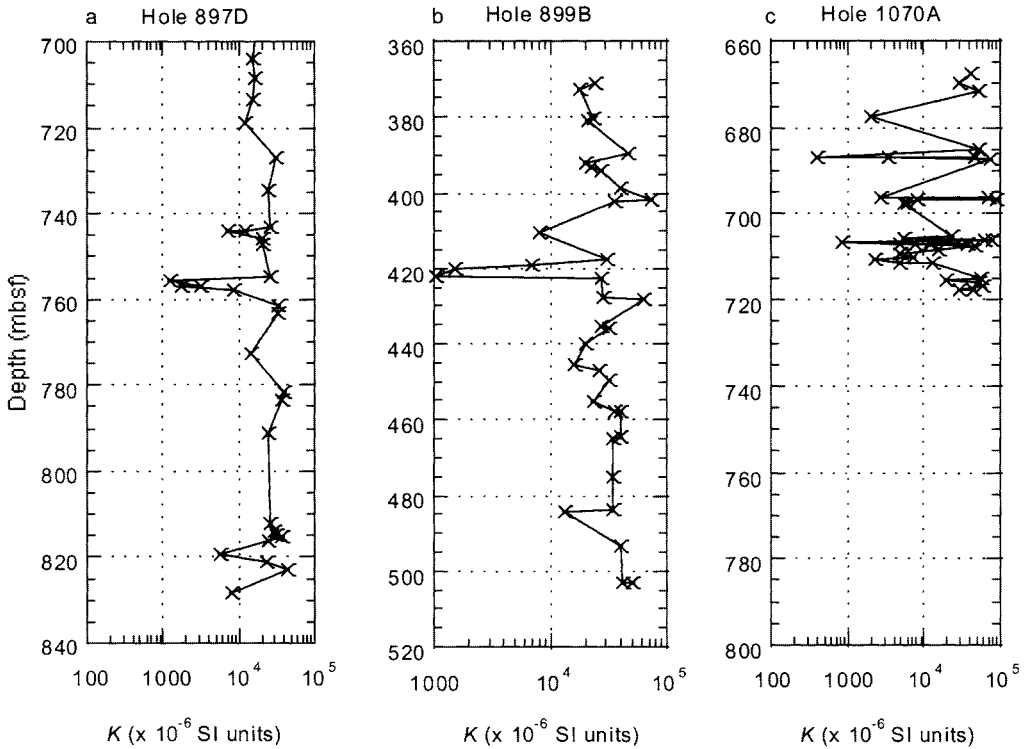 a Hole 897D
b Hole 899B
c Hole 1070A
Depth (mbsf)
700
720
740
760
780
800
820
840
100 1000 10^4 10^5
K (x 10^-6 SI units)
360
380
400
420
440
460
480
500
520
1000 10^4 10^5
K (x 10^-6 SI units)
660
680
700
720
740
760
780
800
100 1000 10^4 10^5
K (x 10^-6 SI units)